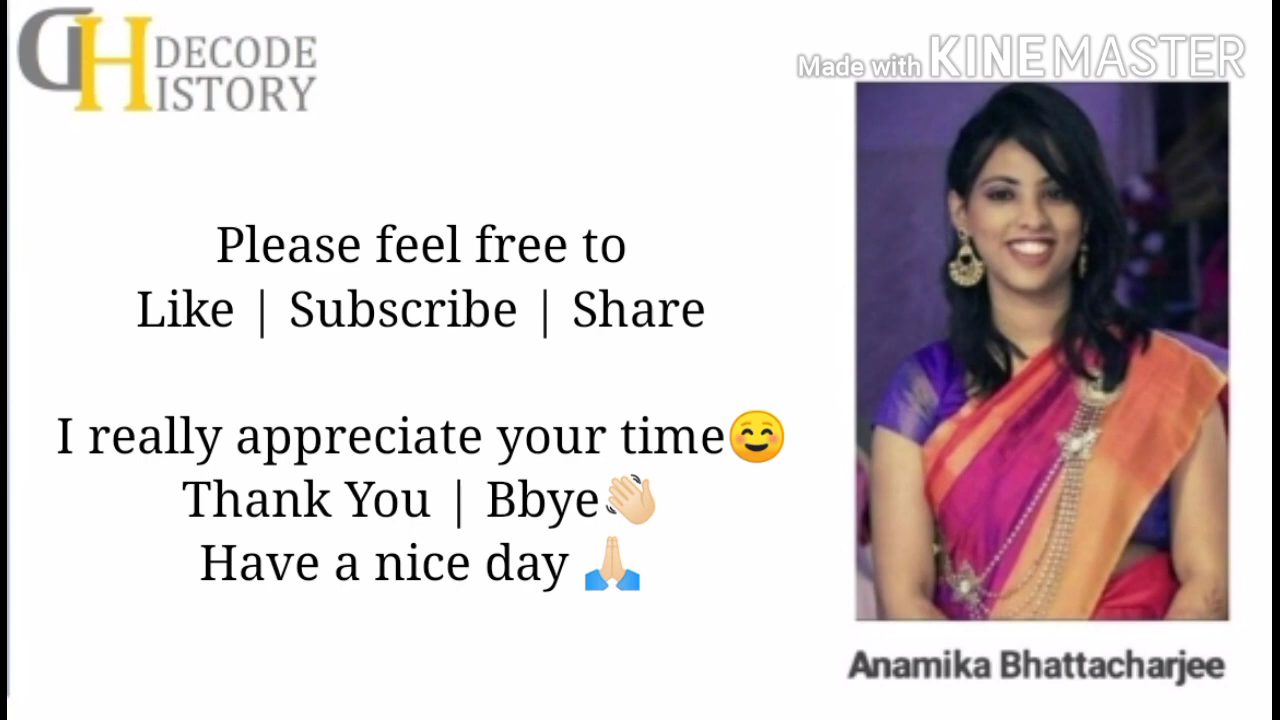 DH DECODE
HISTORY
Made with KINEMASTER
Please feel free to
Like | Subscribe | Share
I really appreciate your time☺️
Thank You | Bbye👋🏻
Have a nice day 🙏🏻
Anamika Bhattacharjee